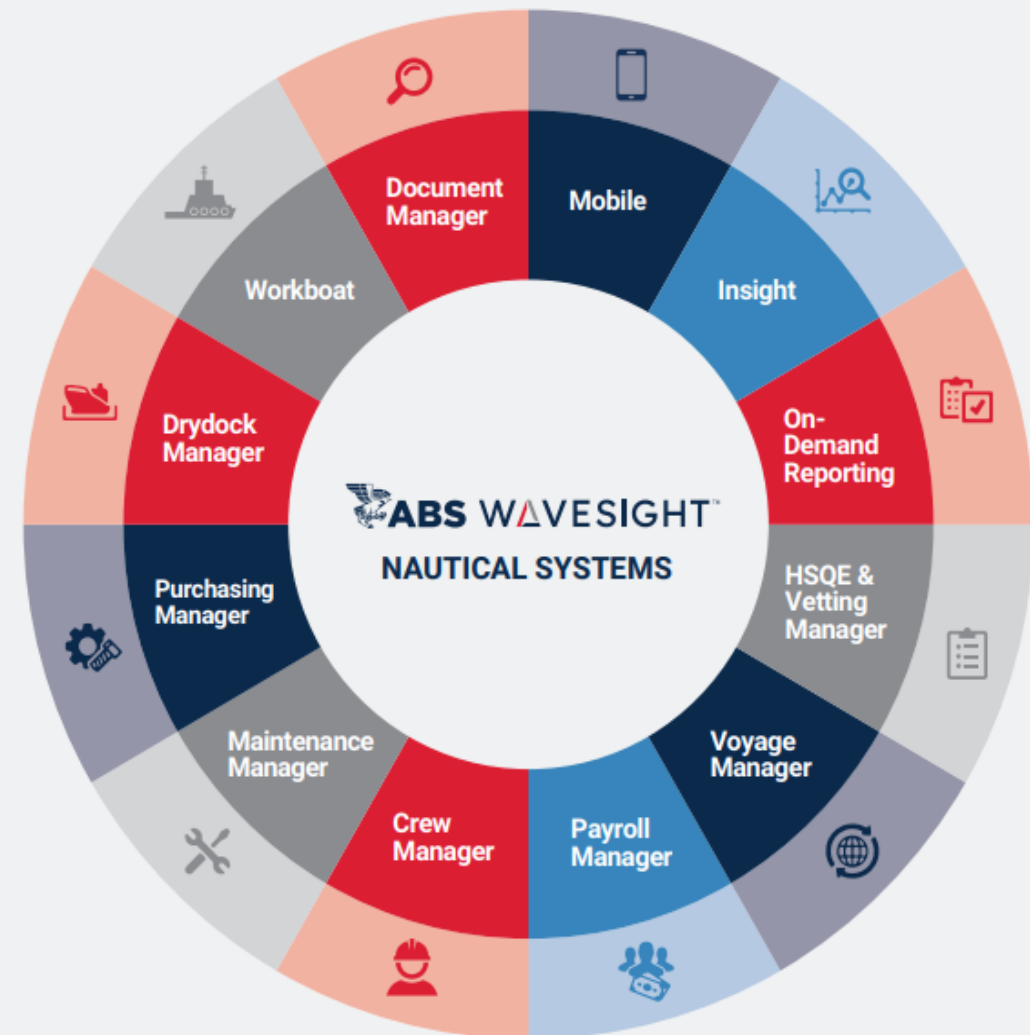 Document
Manager
Mobile
Insight
On-
Demand
Reporting
HSQE &
Vetting
Manager
Voyage
Manager
Payroll
Manager
Crew
Manager
Maintenance
Manager
Purchasing
Manager
Drydock
Manager
Workboat
ABS WAVESIGHT™
NAUTICAL SYSTEMS